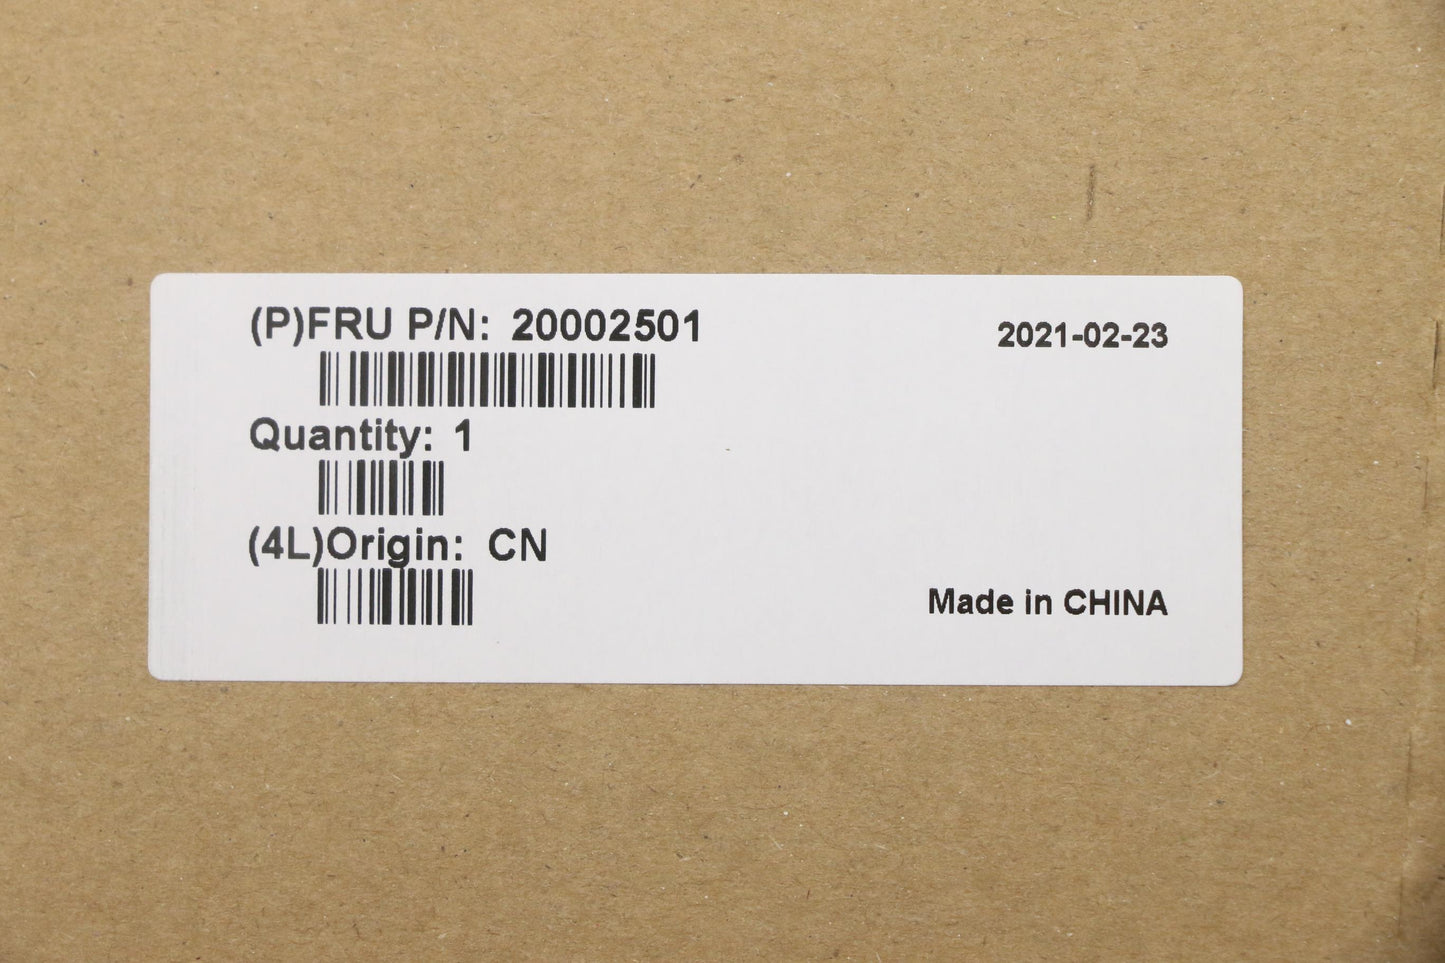 (P)FRU P/N: 20002501
2021-02-23
Quantity: 1
(4L)Origin: CN
Made in CHINA